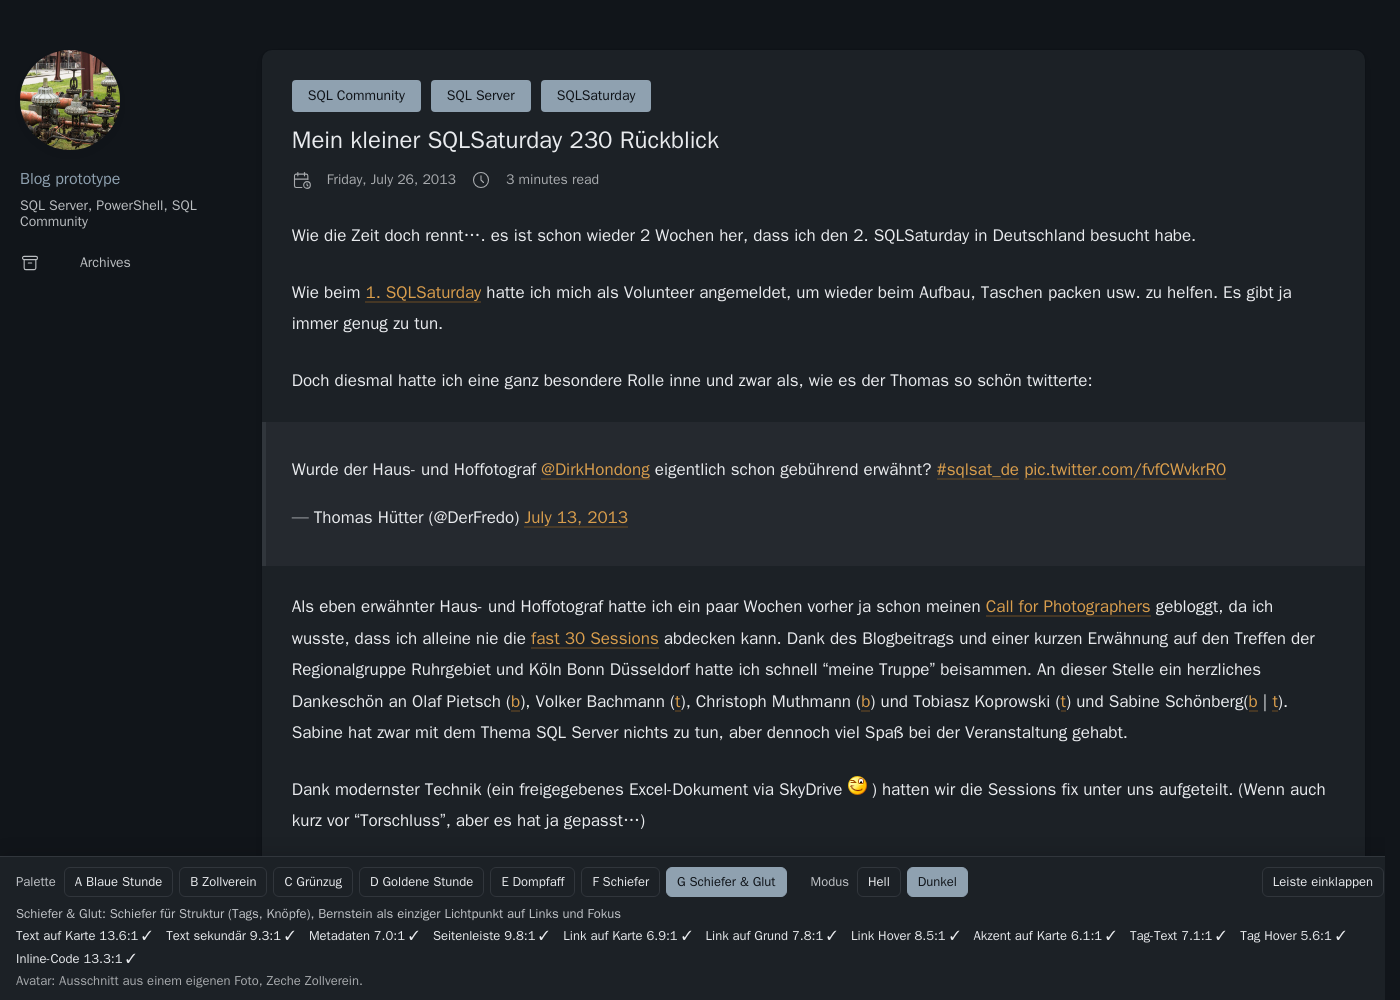 Blog prototype
SQL Server, PowerShell, SQL
Community
Archives
SQL Community
SQL Server
SQLSaturday
Mein kleiner SQLSaturday 230 Rückblick
Friday, July 26, 2013
3 minutes read
Wie die Zeit doch rennt…. es ist schon wieder 2 Wochen her, dass ich den 2. SQLSaturday in Deutschland besucht habe.
Wie beim 1. SQLSaturday hatte ich mich als Volunteer angemeldet, um wieder beim Aufbau, Taschen packen usw. zu helfen. Es gibt ja
immer genug zu tun.
Doch diesmal hatte ich eine ganz besondere Rolle inne und zwar als, wie es der Thomas so schön twitterte:
Wurde der Haus- und Hoffotograf @DirkHondong eigentlich schon gebührend erwähnt? #sqlsat_de pic.twitter.com/fvfCWvkrR0
— Thomas Hütter (@DerFredo) July 13, 2013
Als eben erwähnter Haus- und Hoffotograf hatte ich ein paar Wochen vorher ja schon meinen Call for Photographers gebloggt, da ich
wusste, dass ich alleine nie die fast 30 Sessions abdecken kann. Dank des Blogbeitrags und einer kurzen Erwähnung auf den Treffen der
Regionalgruppe Ruhrgebiet und Köln Bonn Düsseldorf hatte ich schnell “meine Truppe” beisammen. An dieser Stelle ein herzliches
Dankeschön an Olaf Pietsch (b), Volker Bachmann (t), Christoph Muthmann (b) und Tobiasz Koprowski (t) und Sabine Schönberg(b | t).
Sabine hat zwar mit dem Thema SQL Server nichts zu tun, aber dennoch viel Spaß bei der Veranstaltung gehabt.
Dank modernster Technik (ein freigegebenes Excel-Dokument via SkyDrive 😉 ) hatten wir die Sessions fix unter uns aufgeteilt. (Wenn auch
kurz vor “Torschluss”, aber es hat ja gepasst…)
Palette A Blaue Stunde B Zollverein C Grünzug D Goldene Stunde E Dompfaff F Schiefer G Schiefer & Glut Modus Hell Dunkel Leiste einklappen
Schiefer & Glut: Schiefer für Struktur (Tags, Knöpfe), Bernstein als einziger Lichtpunkt auf Links und Fokus
Text auf Karte 13.6:1 ✓ Text sekundär 9.3:1 ✓ Metadaten 7.0:1 ✓ Seitenleiste 9.8:1 ✓ Link auf Karte 6.9:1 ✓ Link auf Grund 7.8:1 ✓ Link Hover 8.5:1 ✓ Akzent auf Karte 6.1:1 ✓ Tag-Text 7.1:1 ✓ Tag Hover 5.6:1 ✓
Inline-Code 13.3:1 ✓
Avatar: Ausschnitt aus einem eigenen Foto, Zeche Zollverein.